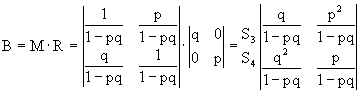 B = M · R = | 1/(1-pq) p/(1-pq) | · | q 0 | = S₃ | q/(1-pq) p²/(1-pq) |
| q/(1-pq) 1/(1-pq) | | 0 p | S₄ | q²/(1-pq) p/(1-pq) |